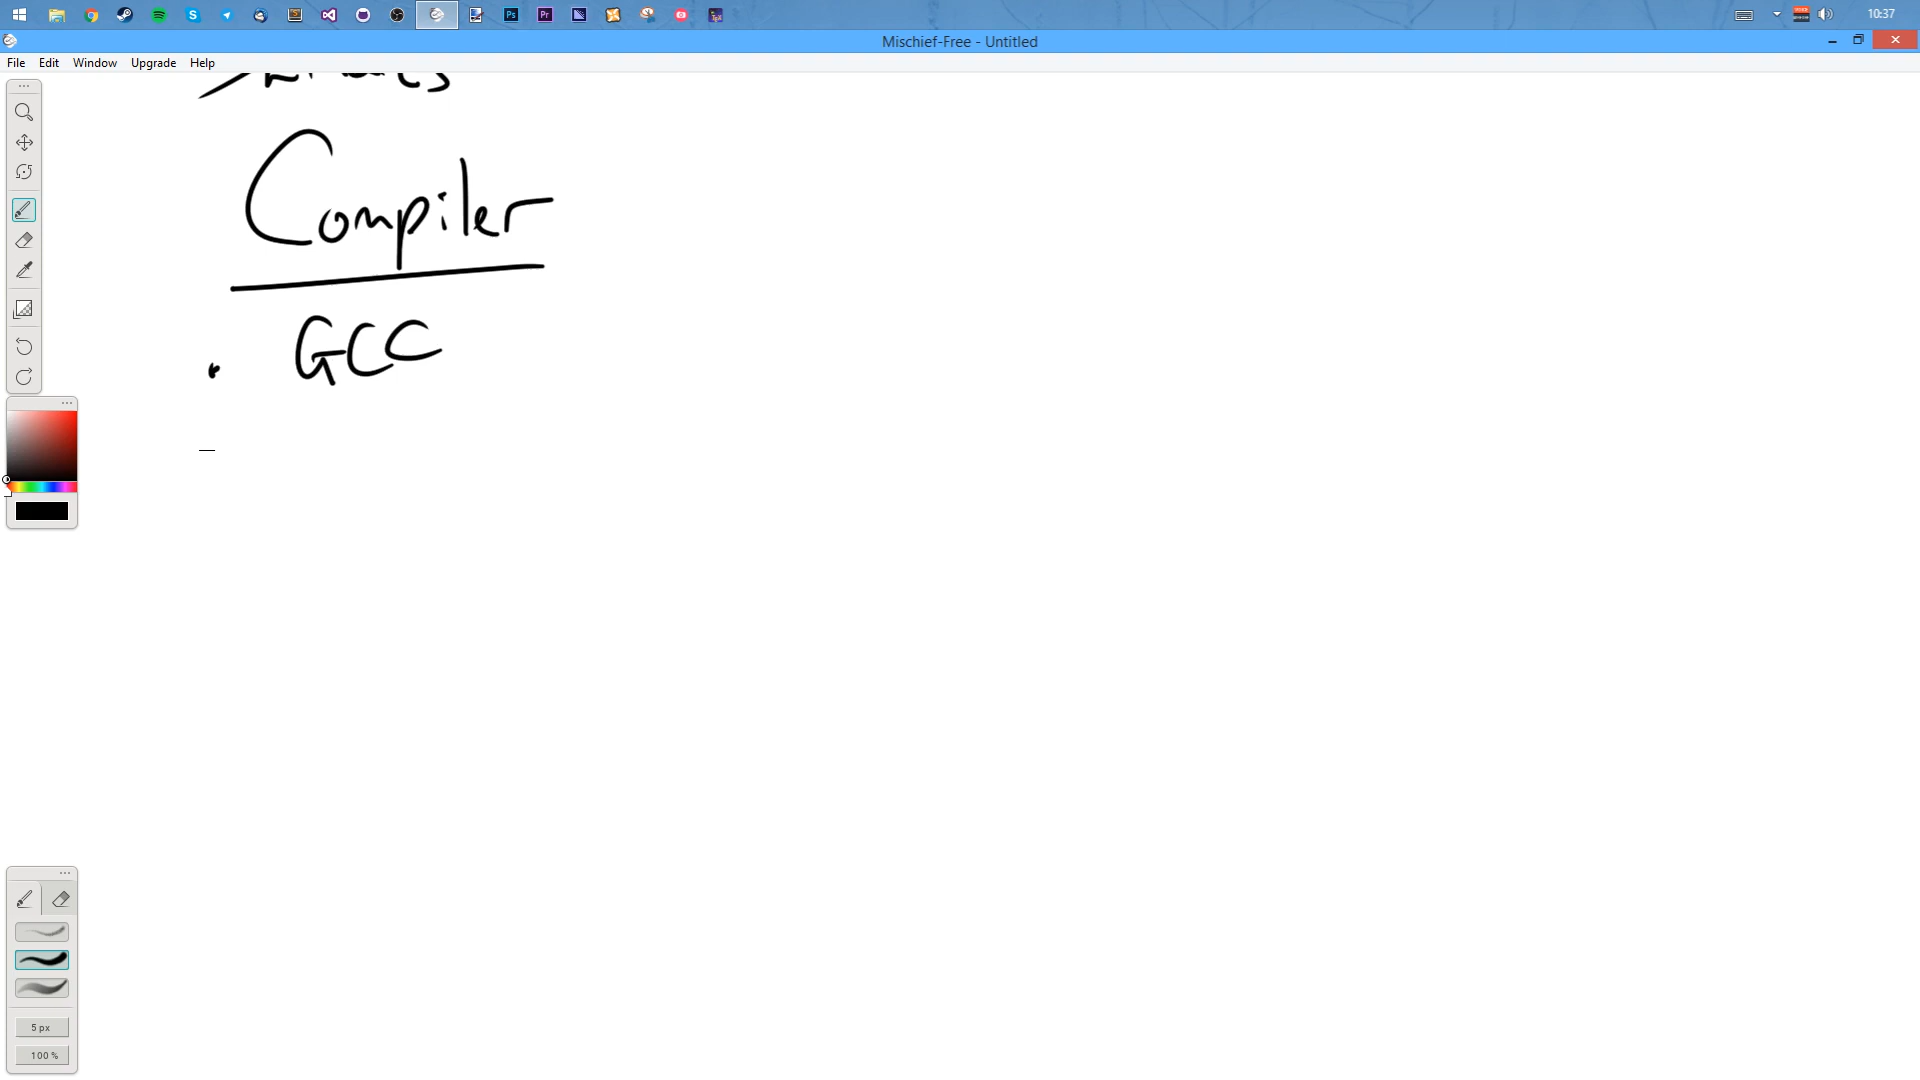 10:37
Mischief-Free - Untitled
File Edit Window Upgrade Help
Compiler
• GCC
5 px
100 %